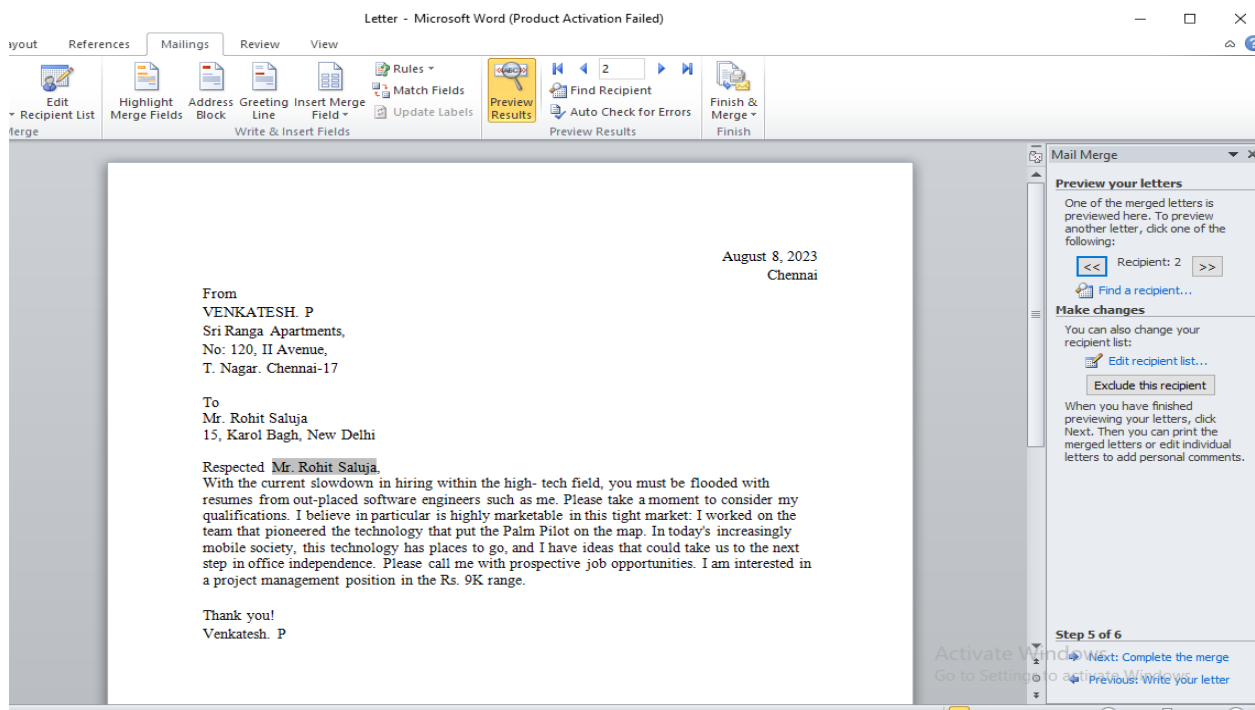 Letter - Microsoft Word (Product Activation Failed)
ayout References Mailings Review View
Edit
Recipient List
Merge
Highlight
Merge Fields
Address
Block
Greeting
Line
Insert Merge
Field
Write & Insert Fields
Rules
Match Fields
Update Labels
«ABC»
Preview
Results
2
Find Recipient
Auto Check for Errors
Preview Results
Finish &
Merge
Finish
August 8, 2023
Chennai
From
VENKATESH. P
Sri Ranga Apartments,
No: 120, II Avenue,
T. Nagar. Chennai-17
To
Mr. Rohit Saluja
15, Karol Bagh, New Delhi
Respected Mr. Rohit Saluja,
With the current slowdown in hiring within the high- tech field, you must be flooded with
resumes from out-placed software engineers such as me. Please take a moment to consider my
qualifications. I believe in particular is highly marketable in this tight market: I worked on the
team that pioneered the technology that put the Palm Pilot on the map. In today's increasingly
mobile society, this technology has places to go, and I have ideas that could take us to the next
step in office independence. Please call me with prospective job opportunities. I am interested in
a project management position in the Rs. 9K range.
Thank you!
Venkatesh. P
Mail Merge
Preview your letters
One of the merged letters is
previewed here. To preview
another letter, click one of the
following:
<< Recipient: 2 >>
Find a recipient...
Make changes
You can also change your
recipient list:
Edit recipient list...
Exclude this recipient
When you have finished
previewing your letters, click
Next. Then you can print the
merged letters or edit individual
letters to add personal comments.
Step 5 of 6
Next: Complete the merge
Previous: Write your letter
Activate Windows
Go to Settings to activate Windows.